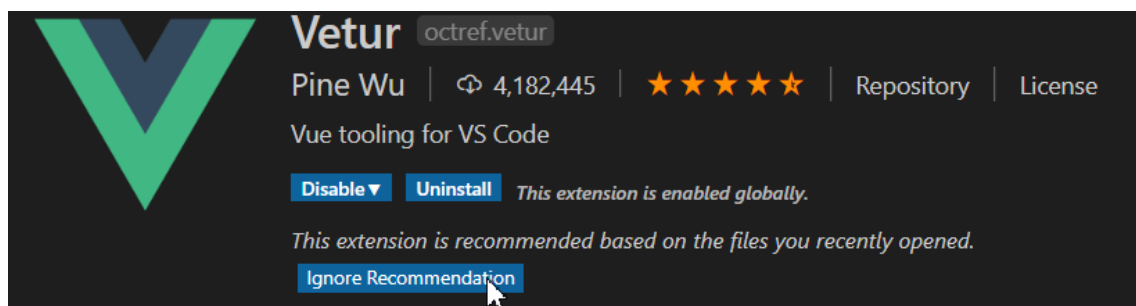 Vetur octref.vetur
Pine Wu 4,182,445 Repository License
Vue tooling for VS Code
Disable▼ Uninstall This extension is enabled globally.
This extension is recommended based on the files you recently opened.
Ignore Recommendation